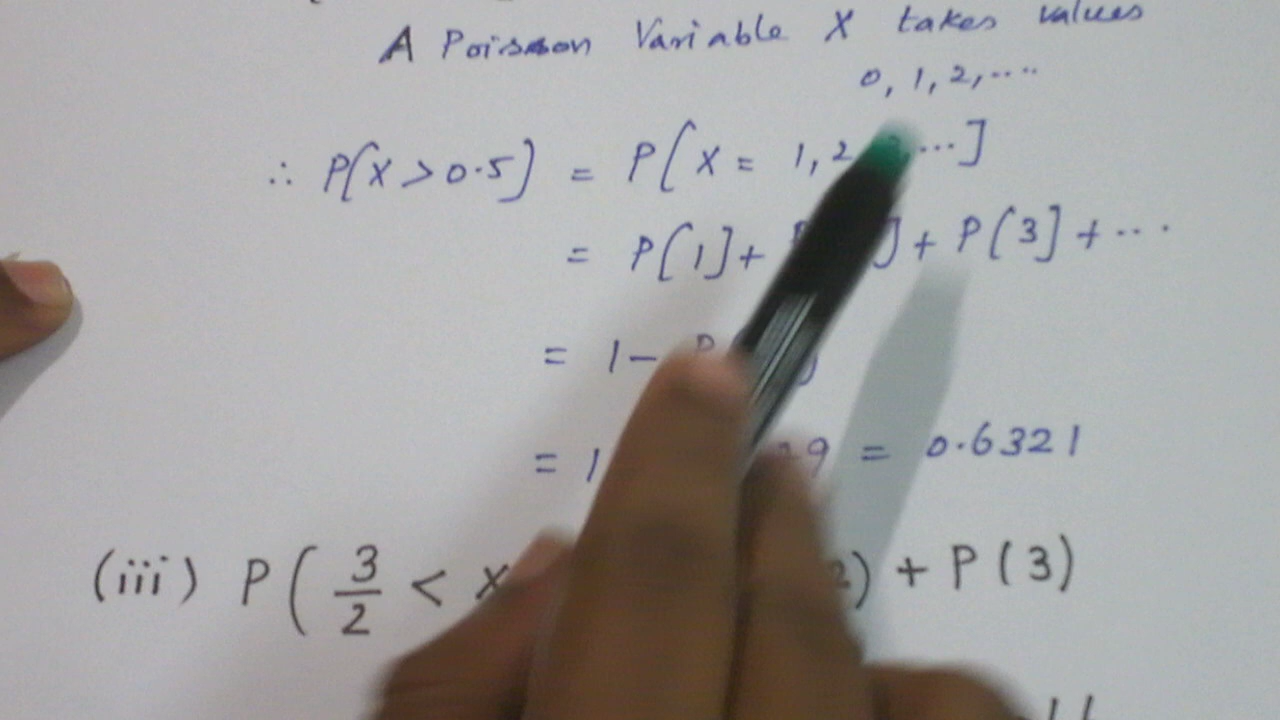 A Poisson Variable X takes values
0, 1, 2, ....
∴ P[X > 0.5] = P[X = 1, 2 ...]
= P[1] + ] + P[3] + ...
= 1 - P
= 1 = 0.6321
(iii) P( 3/2 < X 2) + P(3)